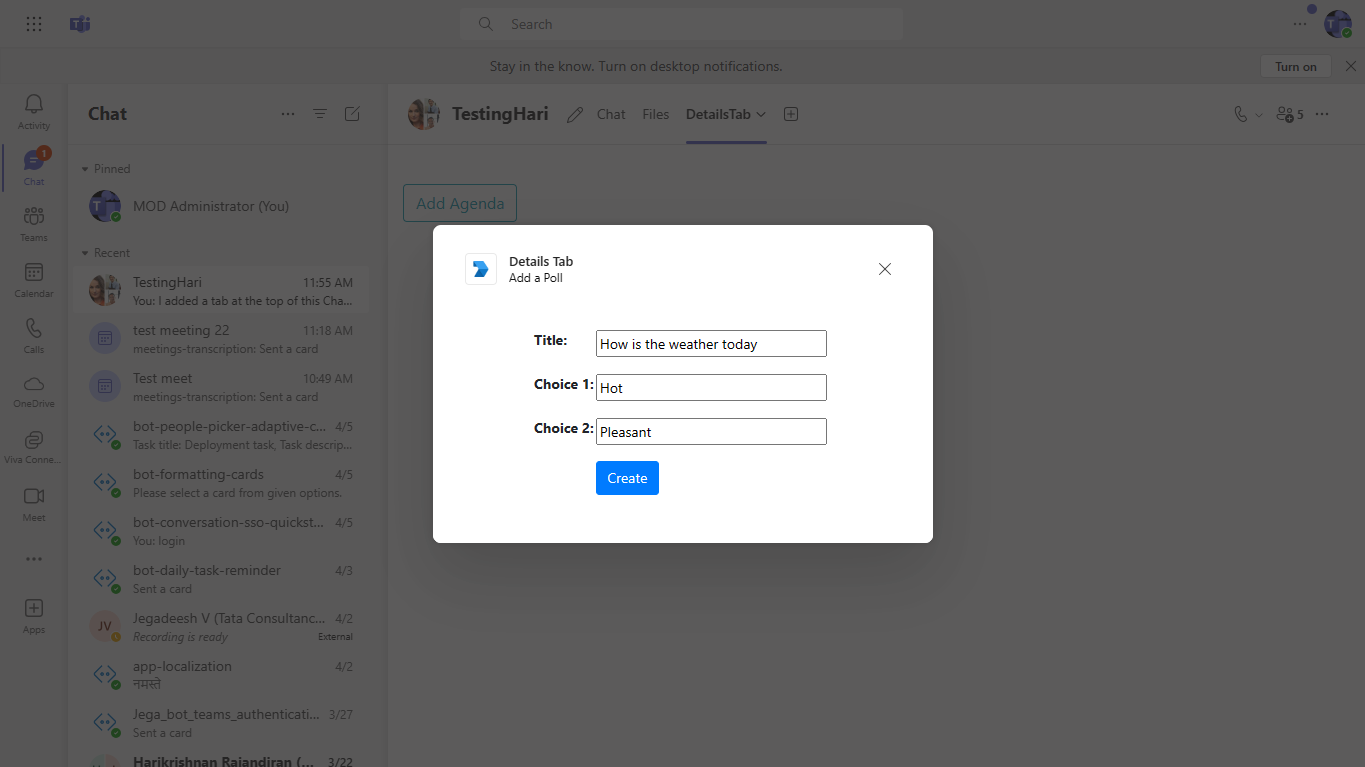 Search
Stay in the know. Turn on desktop notifications.
Turn on
Activity
Chat
1
Teams
Calendar
Calls
OneDrive
Viva Conne...
Meet
Apps
Chat
Pinned
MOD Administrator (You)
Recent
TestingHari 11:55 AM
You: I added a tab at the top of this Cha...
test meeting 22 11:18 AM
meetings-transcription: Sent a card
Test meet 10:49 AM
meetings-transcription: Sent a card
bot-people-picker-adaptive-c... 4/5
Task title: Deployment task, Task descrip...
bot-formatting-cards 4/5
Please select a card from given options.
bot-conversation-sso-quickst... 4/5
You: login
bot-daily-task-reminder 4/3
Sent a card
JV
Jegadeesh V (Tata Consultanc... 4/2
Recording is ready External
app-localization 4/2
नमस्ते
Jega_bot_teams_authenticati... 3/27
Sent a card
Harikrishnan Rajandiran (... 3/22
TestingHari Chat Files DetailsTab 5
Add Agenda
Details Tab
Add a Poll
Title: How is the weather today
Choice 1: Hot
Choice 2: Pleasant
Create